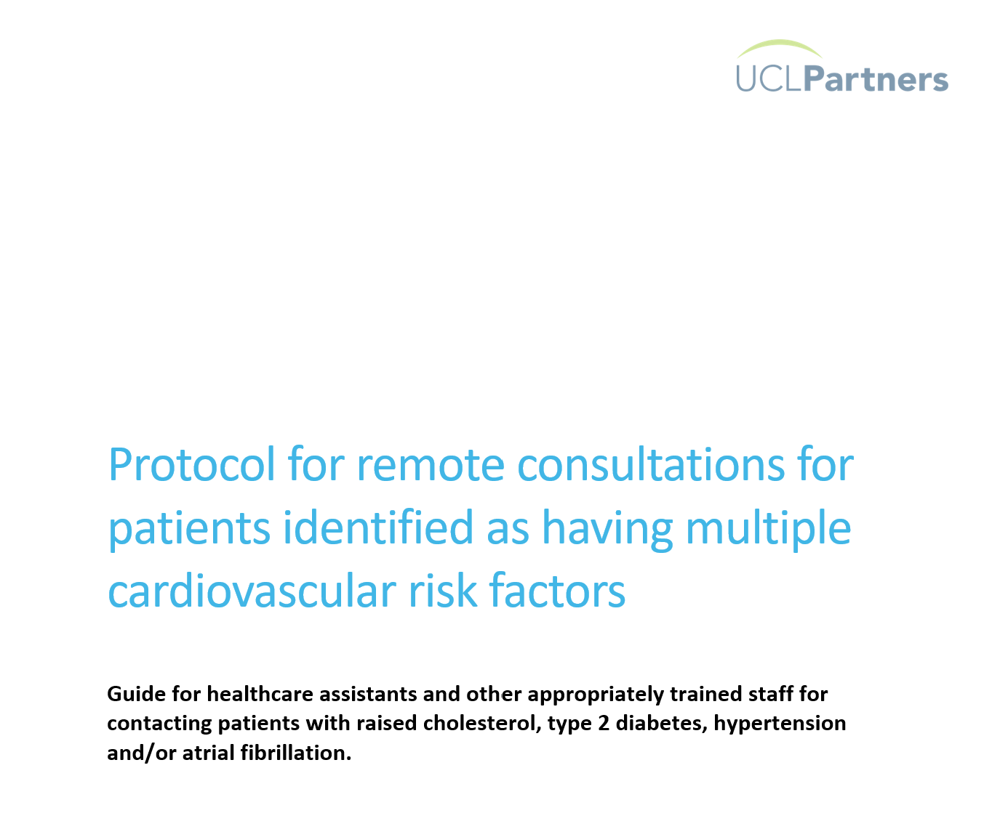 UCLPartners
Protocol for remote consultations for
patients identified as having multiple
cardiovascular risk factors
Guide for healthcare assistants and other appropriately trained staff for
contacting patients with raised cholesterol, type 2 diabetes, hypertension
and/or atrial fibrillation.